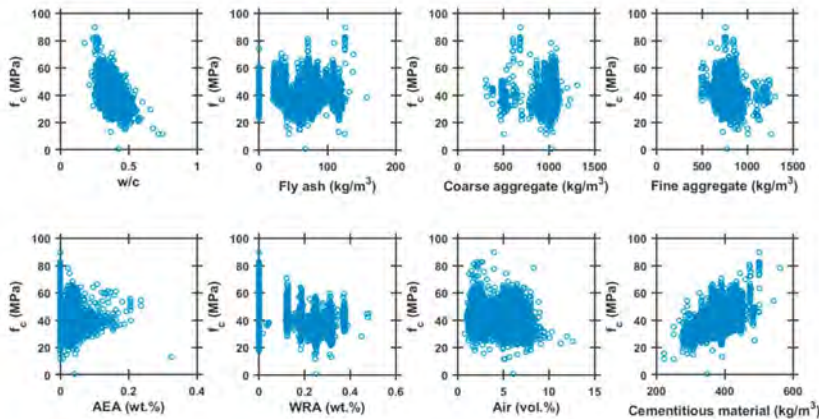 100
80
60
40
20
0
f_c (MPa)
0 0.5 1
w/c
100
80
60
40
20
0
f_c (MPa)
0 100 200
Fly ash (kg/m³)
100
80
60
40
20
0
f_c (MPa)
0 500 1000 1500
Coarse aggregate (kg/m³)
100
80
60
40
20
0
f_c (MPa)
0 500 1000 1500
Fine aggregate (kg/m³)
100
80
60
40
20
0
f_c (MPa)
0 0.2 0.4
AEA (wt.%)
100
80
60
40
20
0
f_c (MPa)
0 0.2 0.4 0.6
WRA (wt.%)
100
80
60
40
20
0
f_c (MPa)
0 5 10 15
Air (vol.%)
100
80
60
40
20
0
f_c (MPa)
200 400 600
Cementitious material (kg/m³)